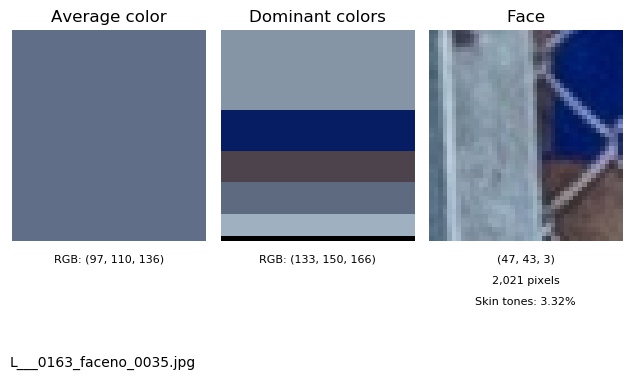 Average color
Dominant colors
Face
RGB: (97, 110, 136)
RGB: (133, 150, 166)
(47, 43, 3)
2,021 pixels
Skin tones: 3.32%
L___0163_faceno_0035.jpg